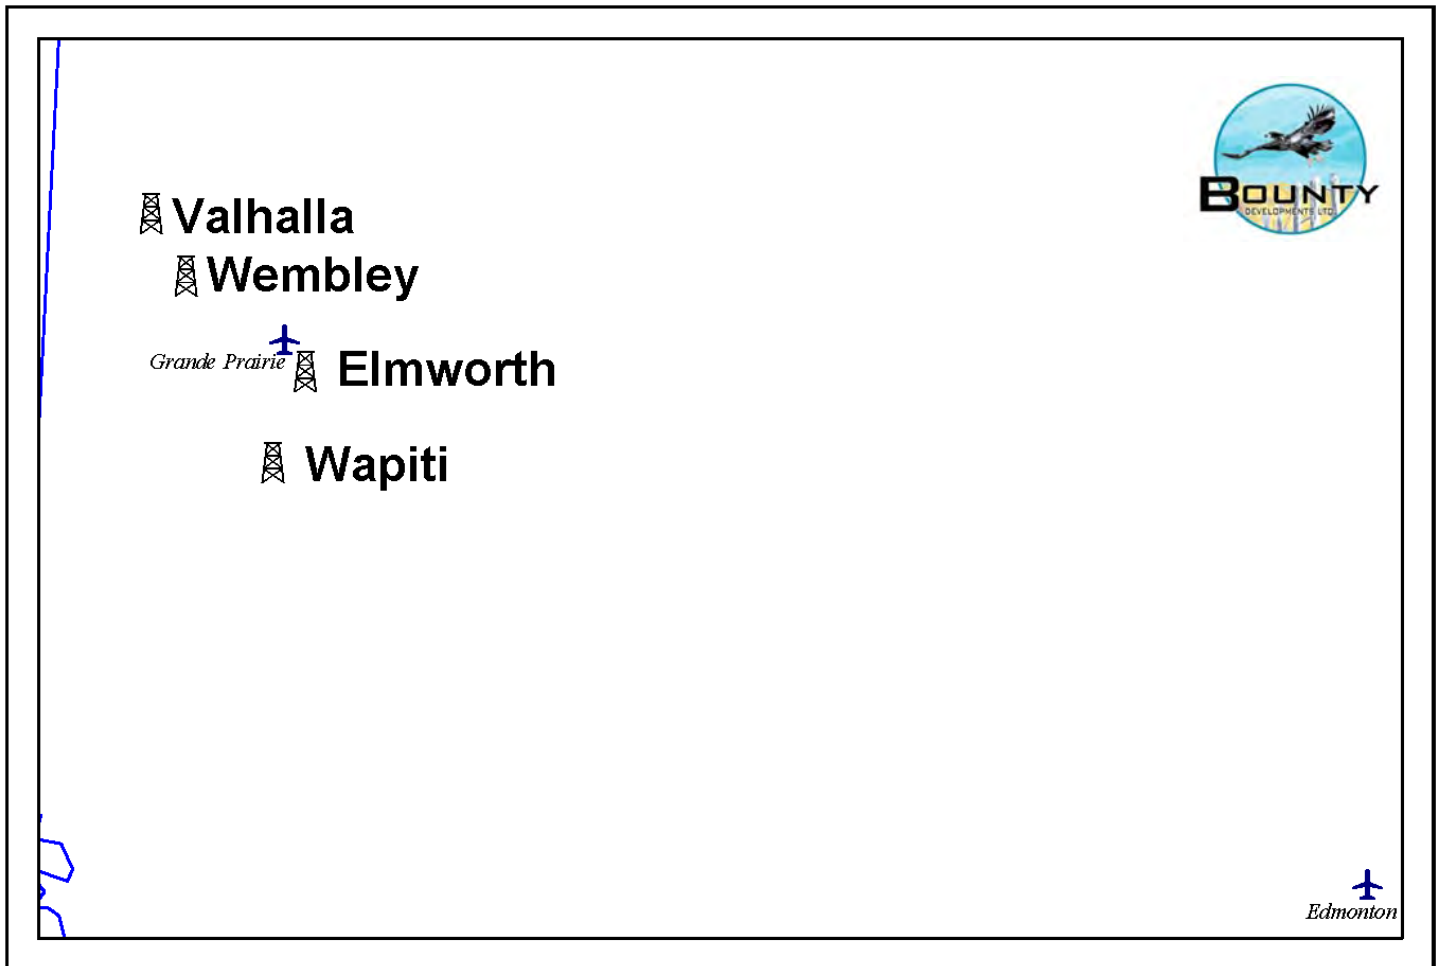 BOUNTY
DEVELOPMENTS LTD.
Valhalla
Wembley
Grande Prairie
Elmworth
Wapiti
Edmonton